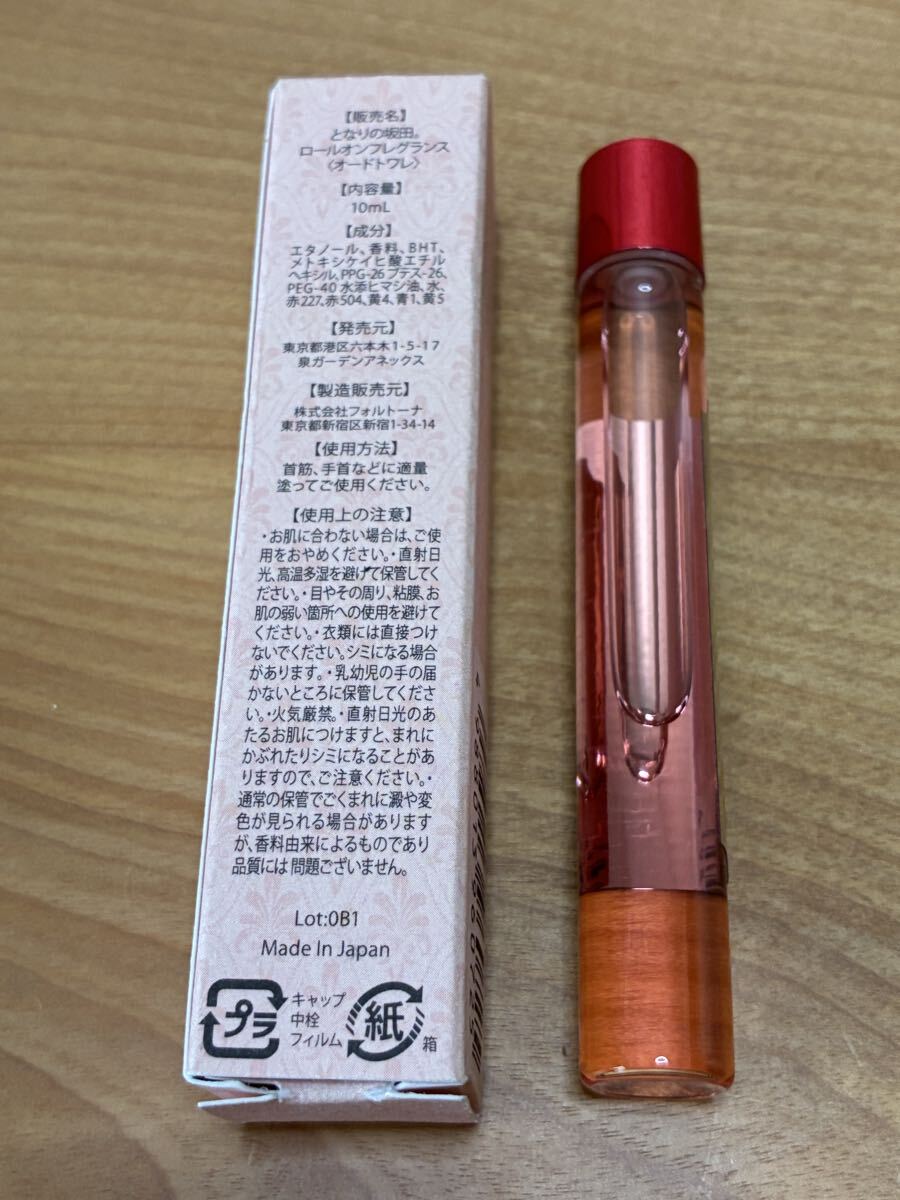 【販売名】
となりの坂田。
ロールオンフレグランス
〈オードトワレ〉
【内容量】
10mL
【成分】
エタノール、香料、BHT、
メトキシケイヒ酸エチル
ヘキシル、PPG-26 ブテス-26、
PEG-40 水添ヒマシ油、水、
赤227、赤504、黄4、青1、黄5
【発売元】
東京都港区六本木1-5-17
泉ガーデンアネックス
【製造販売元】
株式会社フォルトーナ
東京都新宿区新宿1-34-14
【使用方法】
首筋、手首などに適量
塗ってご使用ください。
【使用上の注意】
・お肌に合わない場合は、ご使
用をおやめください。・直射日
光、高温多湿を避けて保管してく
ださい。・目やその周り、粘膜、お
肌の弱い箇所への使用を避けて
ください。・衣類には直接つけ
ないでください。シミになる場合
があります。・乳幼児の手の届
かないところに保管してくださ
い。・火気厳禁。・直射日光のあ
たるお肌につけますと、まれに
かぶれたりシミになることがあ
りますので、ご注意ください。・
通常の保管でごくまれに澱や変
色が見られる場合があります
が、香料由来によるものであり
品質には問題ございません。
Lot:0B1
Made In Japan
プラ
キャップ
中栓
フィルム
紙
箱